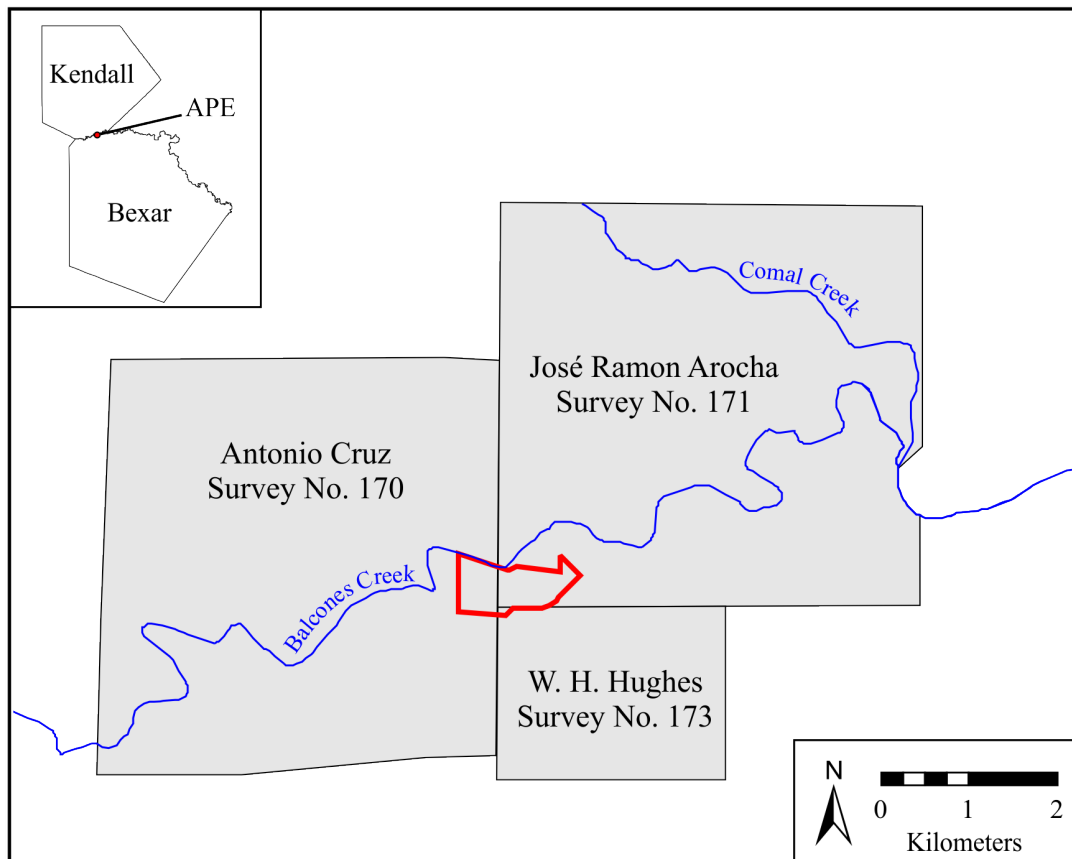 Kendall
APE
Bexar
Comal Creek
José Ramon Arocha
Survey No. 171
Antonio Cruz
Survey No. 170
Balcones Creek
W. H. Hughes
Survey No. 173
N
0 1 2
Kilometers